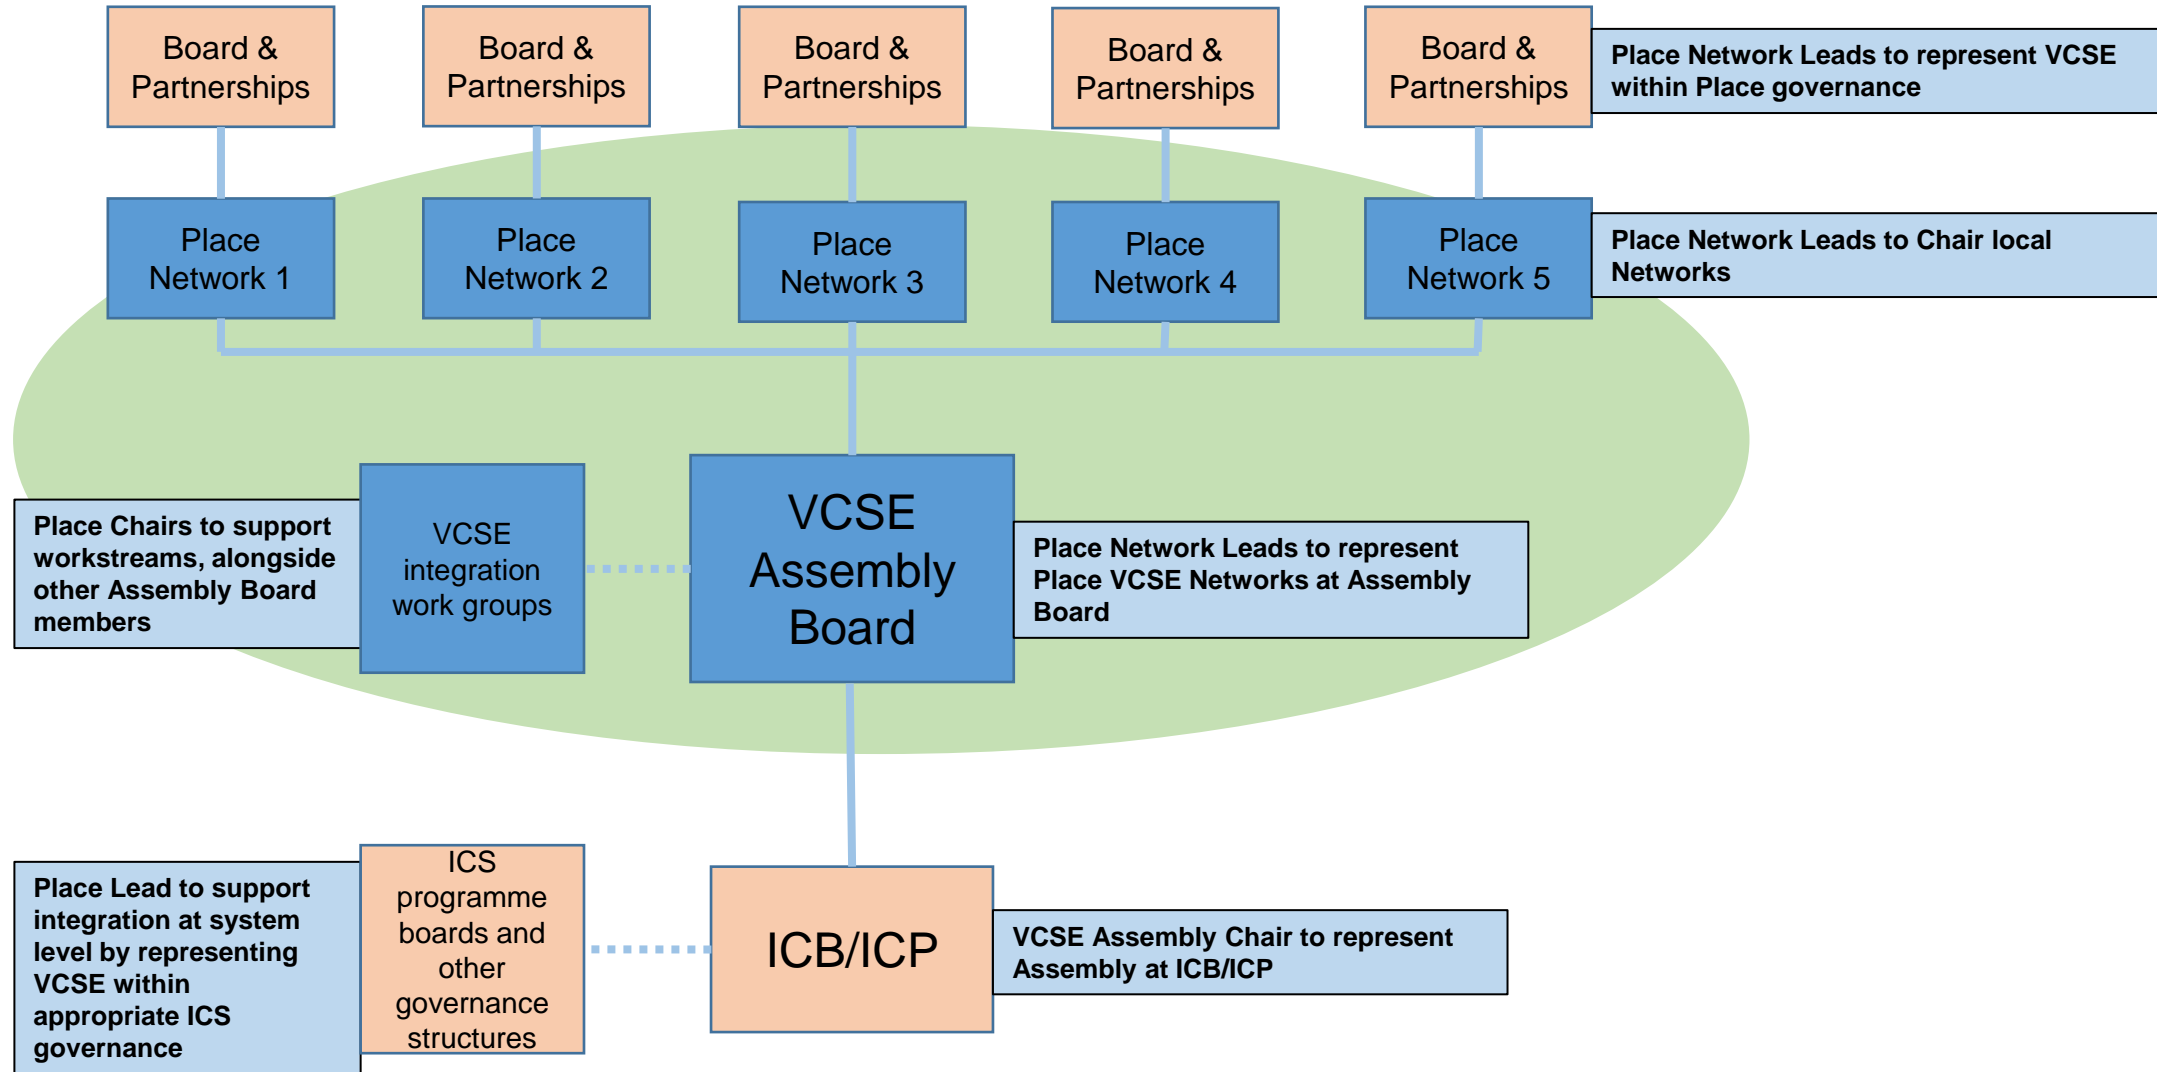 Board &
Partnerships
Board &
Partnerships
Board &
Partnerships
Board &
Partnerships
Board &
Partnerships
Place Network Leads to represent VCSE
within Place governance
Place
Network 1
Place
Network 2
Place
Network 3
Place
Network 4
Place
Network 5
Place Network Leads to Chair local
Networks
Place Chairs to support
workstreams, alongside
other Assembly Board
members
VCSE
integration
work groups
VCSE
Assembly
Board
Place Network Leads to represent
Place VCSE Networks at Assembly
Board
Place Lead to support
integration at system
level by representing
VCSE within
appropriate ICS
governance
ICS
programme
boards and
other
governance
structures
ICB/ICP
VCSE Assembly Chair to represent
Assembly at ICB/ICP